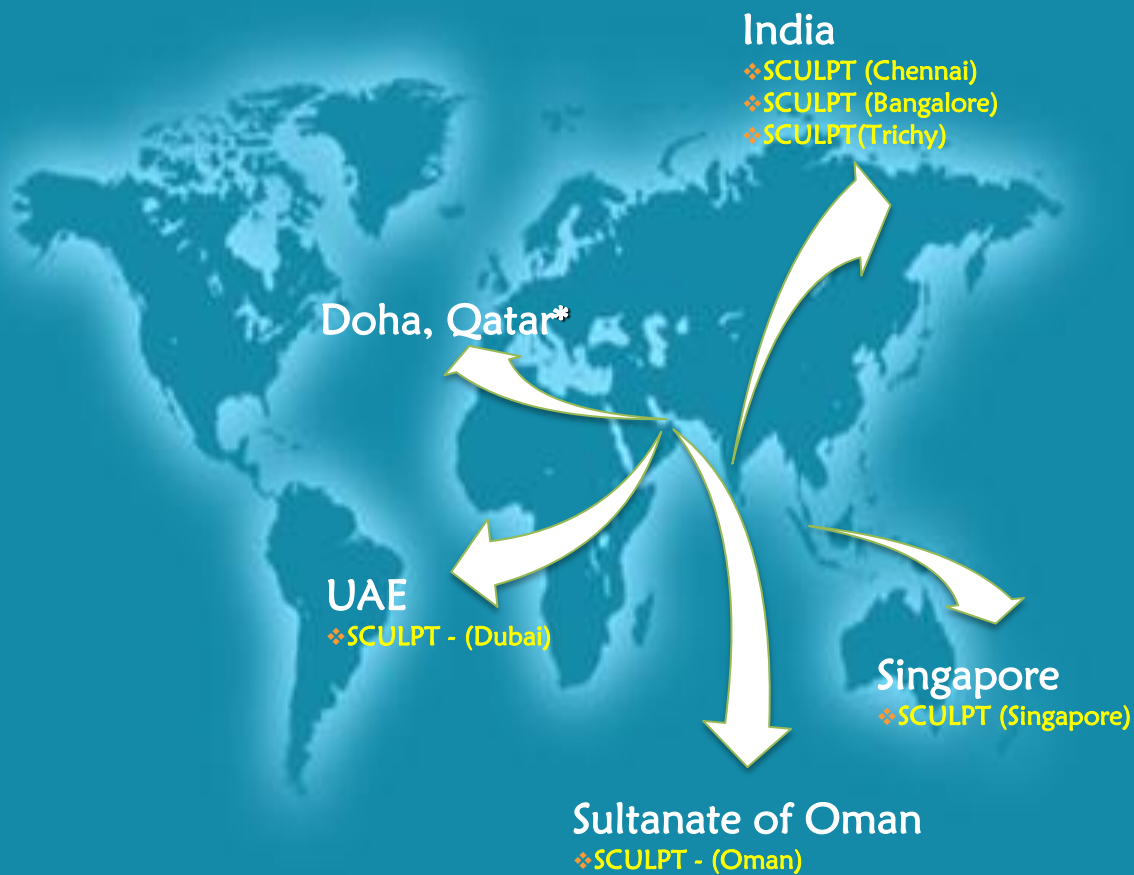 India
❖SCULPT (Chennai)
❖SCULPT (Bangalore)
❖SCULPT(Trichy)
Doha, Qatar*
UAE
❖SCULPT - (Dubai)
Singapore
❖SCULPT (Singapore)
Sultanate of Oman
❖SCULPT - (Oman)